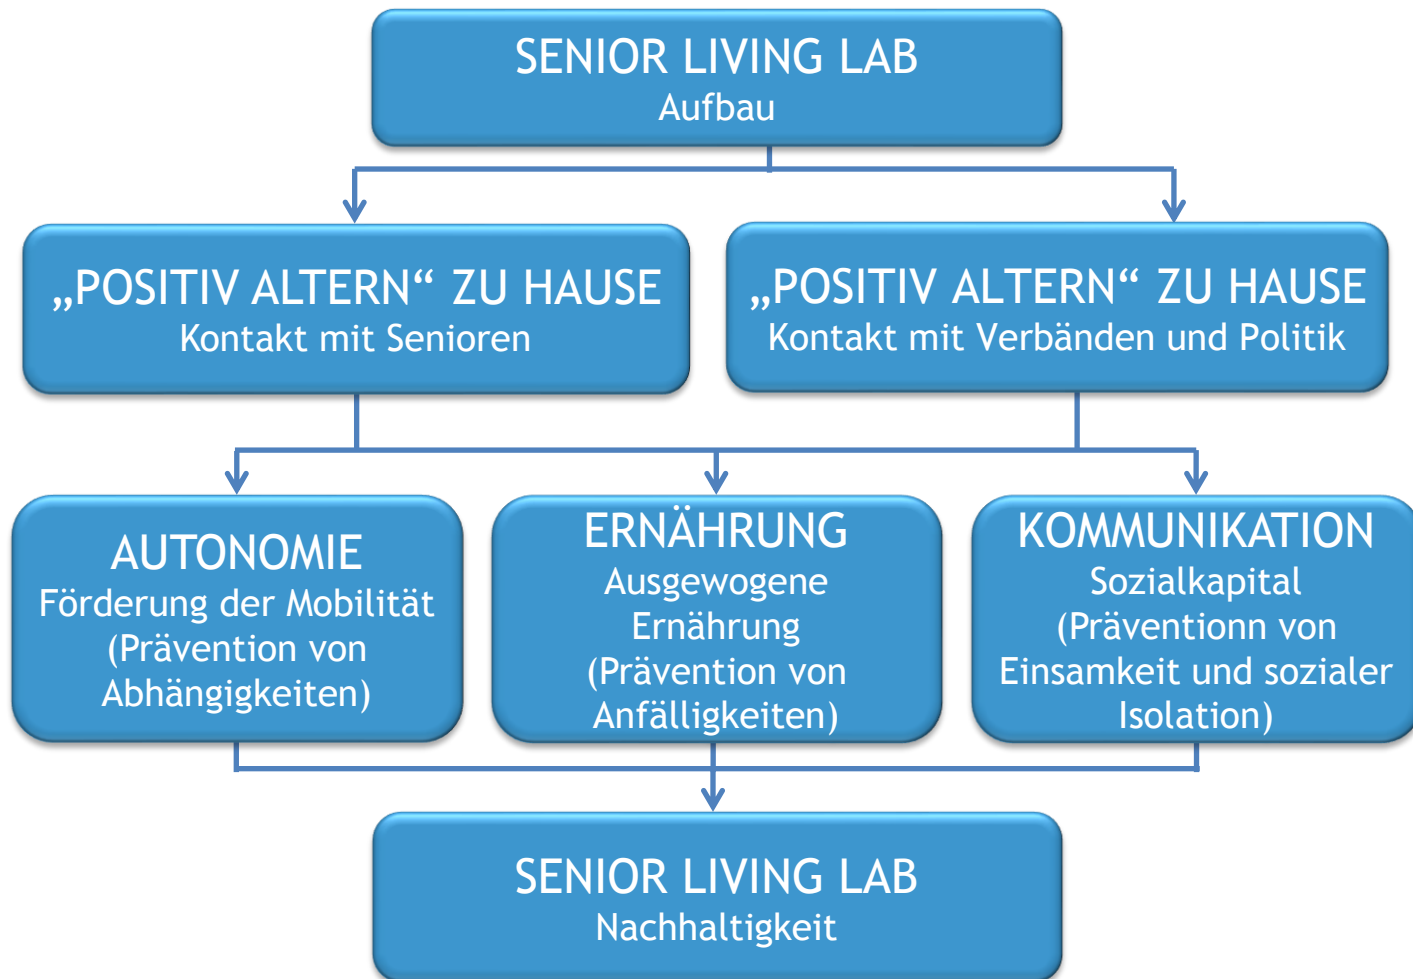 SENIOR LIVING LAB
Aufbau
„POSITIV ALTERN“ ZU HAUSE
Kontakt mit Senioren
„POSITIV ALTERN“ ZU HAUSE
Kontakt mit Verbänden und Politik
AUTONOMIE
Förderung der Mobilität
(Prävention von
Abhängigkeiten)
ERNÄHRUNG
Ausgewogene
Ernährung
(Prävention von
Anfälligkeiten)
KOMMUNIKATION
Sozialkapital
(Präventionn von
Einsamkeit und sozialer
Isolation)
SENIOR LIVING LAB
Nachhaltigkeit